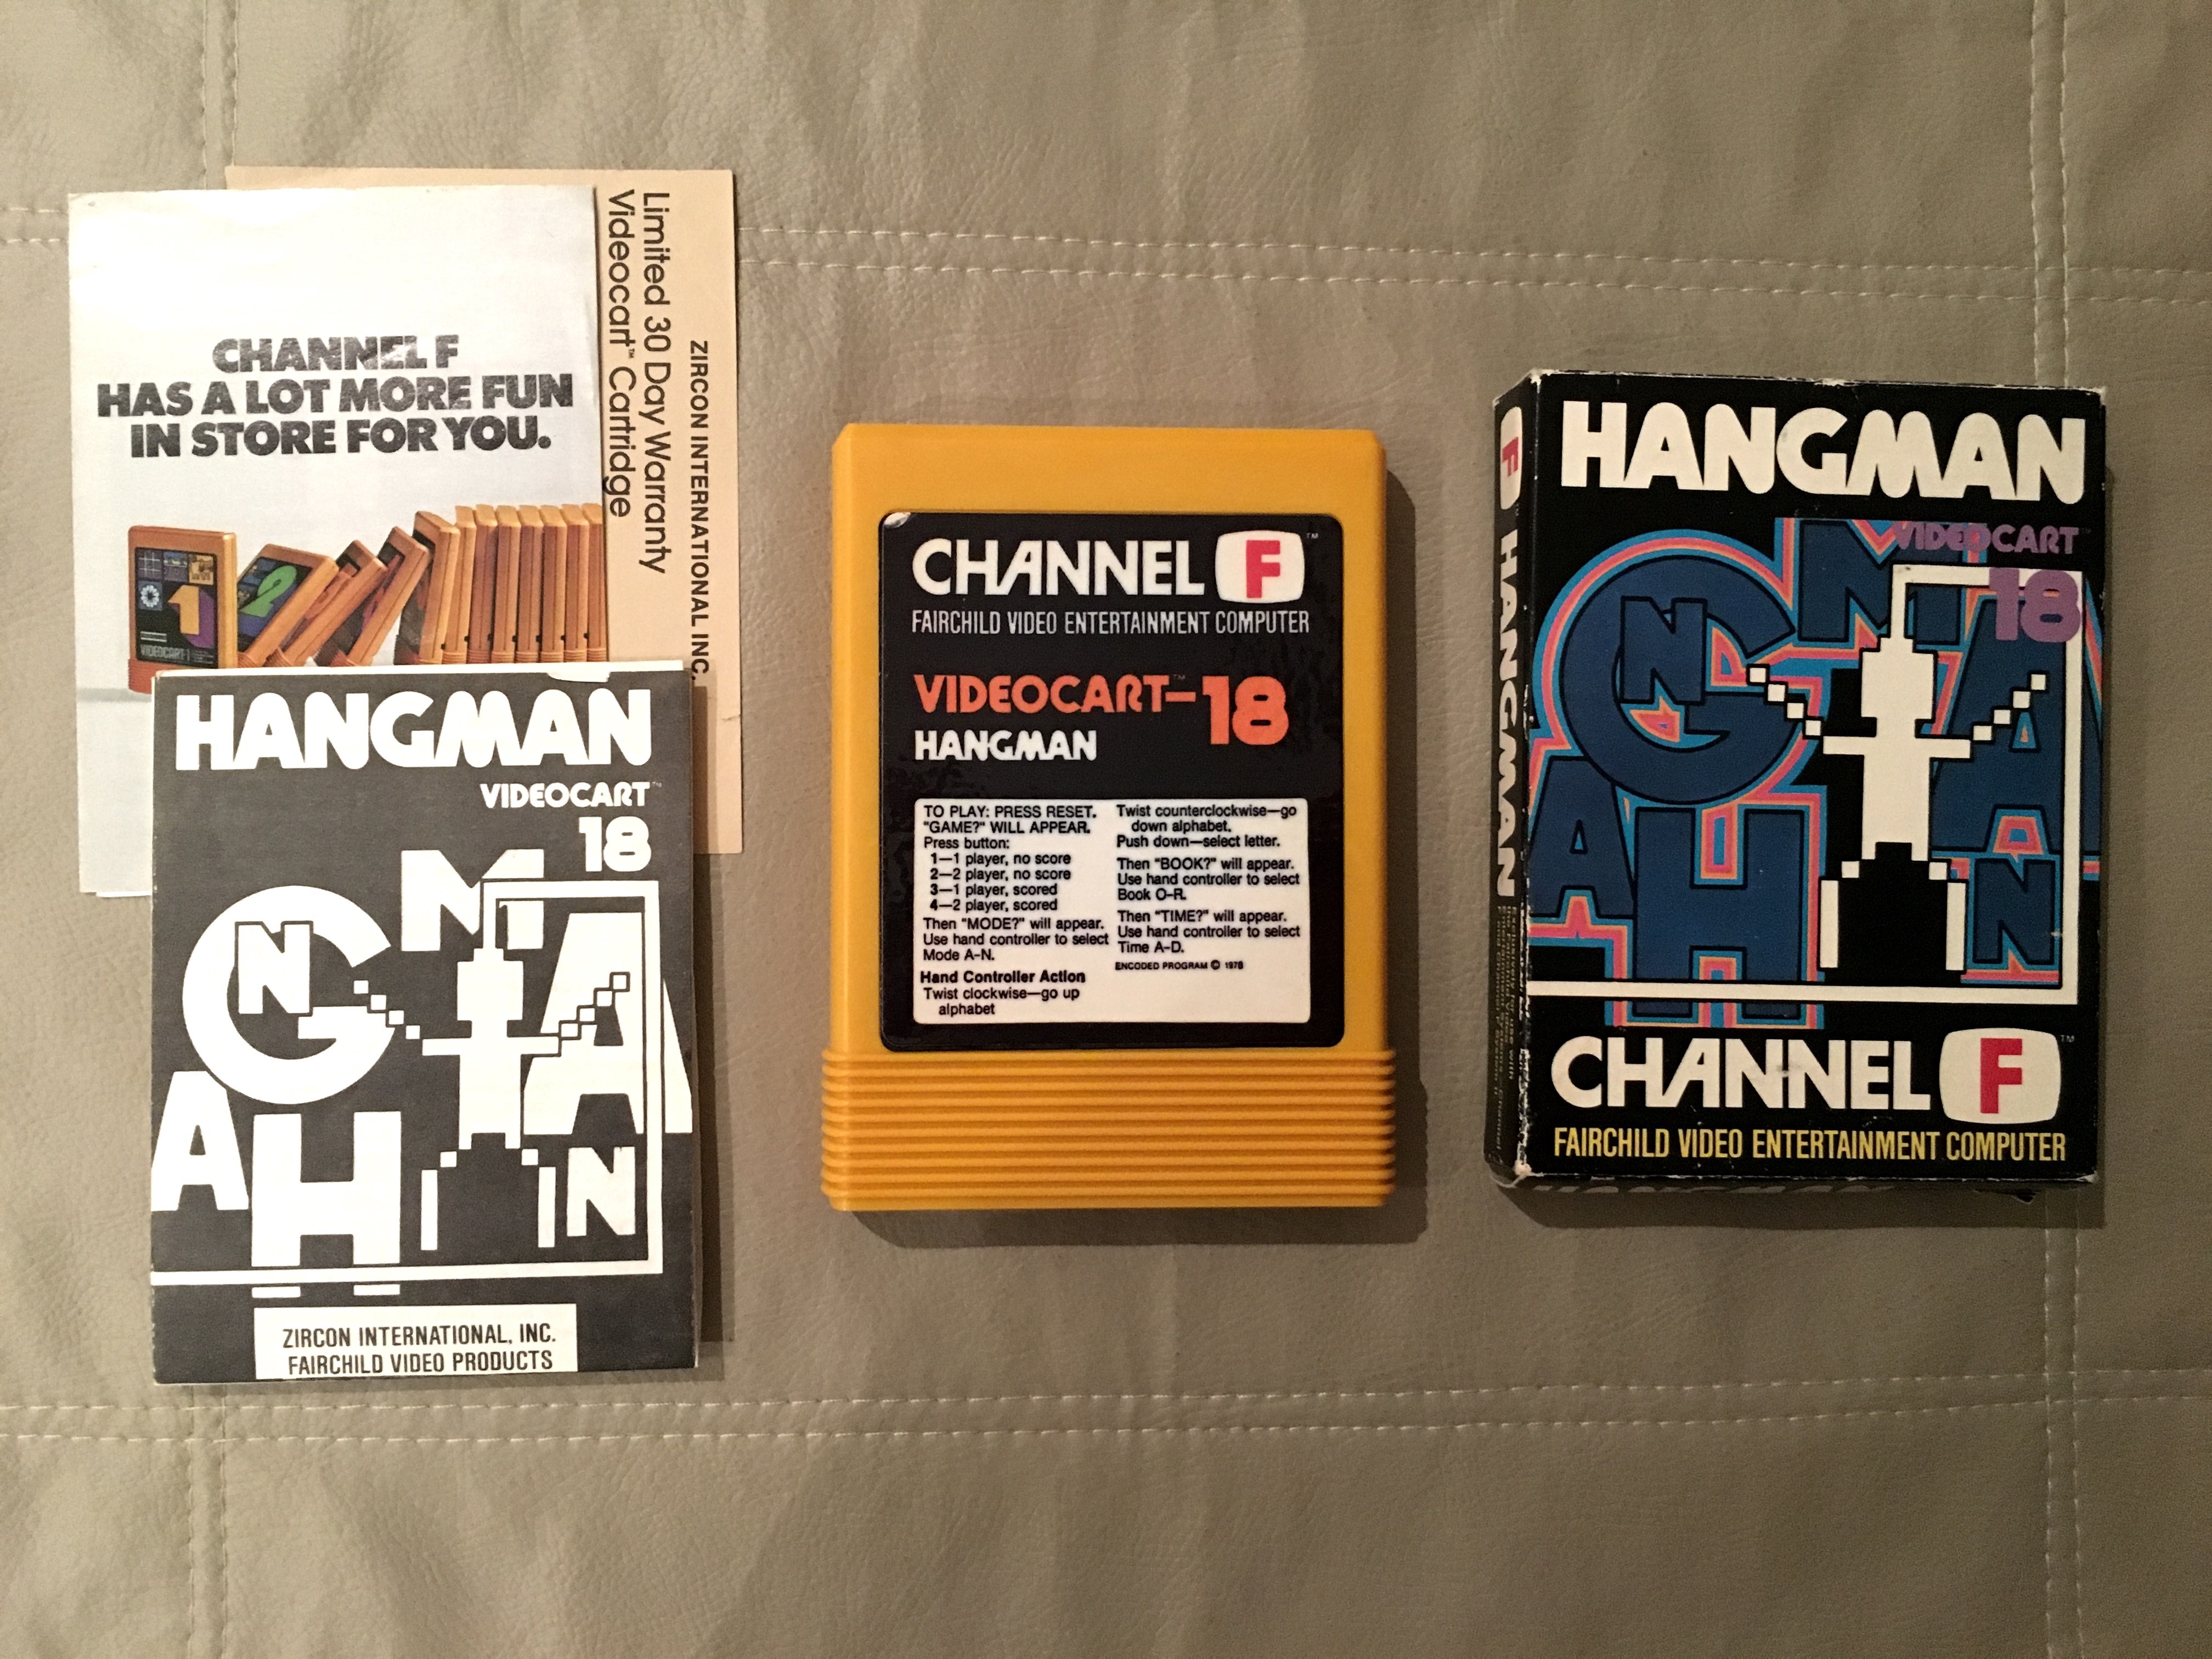 CHANNEL F
HAS A LOT MORE FUN
IN STORE FOR YOU.
1
VIDEOCART-1
2
ZIRCON INTERNATIONAL INC.
Limited 30 Day Warranty
Videocart™ Cartridge
HANGMAN
VIDEOCART™
18
M
G
N
A
A
H
N
ZIRCON INTERNATIONAL, INC.
FAIRCHILD VIDEO PRODUCTS
CHANNEL F™
FAIRCHILD VIDEO ENTERTAINMENT COMPUTER
VIDEOCART™-18
HANGMAN
TO PLAY: PRESS RESET.
"GAME?" WILL APPEAR.
Press button:
1—1 player, no score
2—2 player, no score
3—1 player, scored
4—2 player, scored
Then "MODE?" will appear.
Use hand controller to select
Mode A-N.
Hand Controller Action
Twist clockwise—go up
alphabet
Twist counterclockwise—go
down alphabet.
Push down—select letter.
Then "BOOK?" will appear.
Use hand controller to select
Book O-R.
Then "TIME?" will appear.
Use hand controller to select
Time A-D.
ENCODED PROGRAM © 1978
F HANGMAN
HANGMAN
VIDEOCART™
18
M
G
N
A
A
H
N
CHANNEL F™
FAIRCHILD VIDEO ENTERTAINMENT COMPUTER